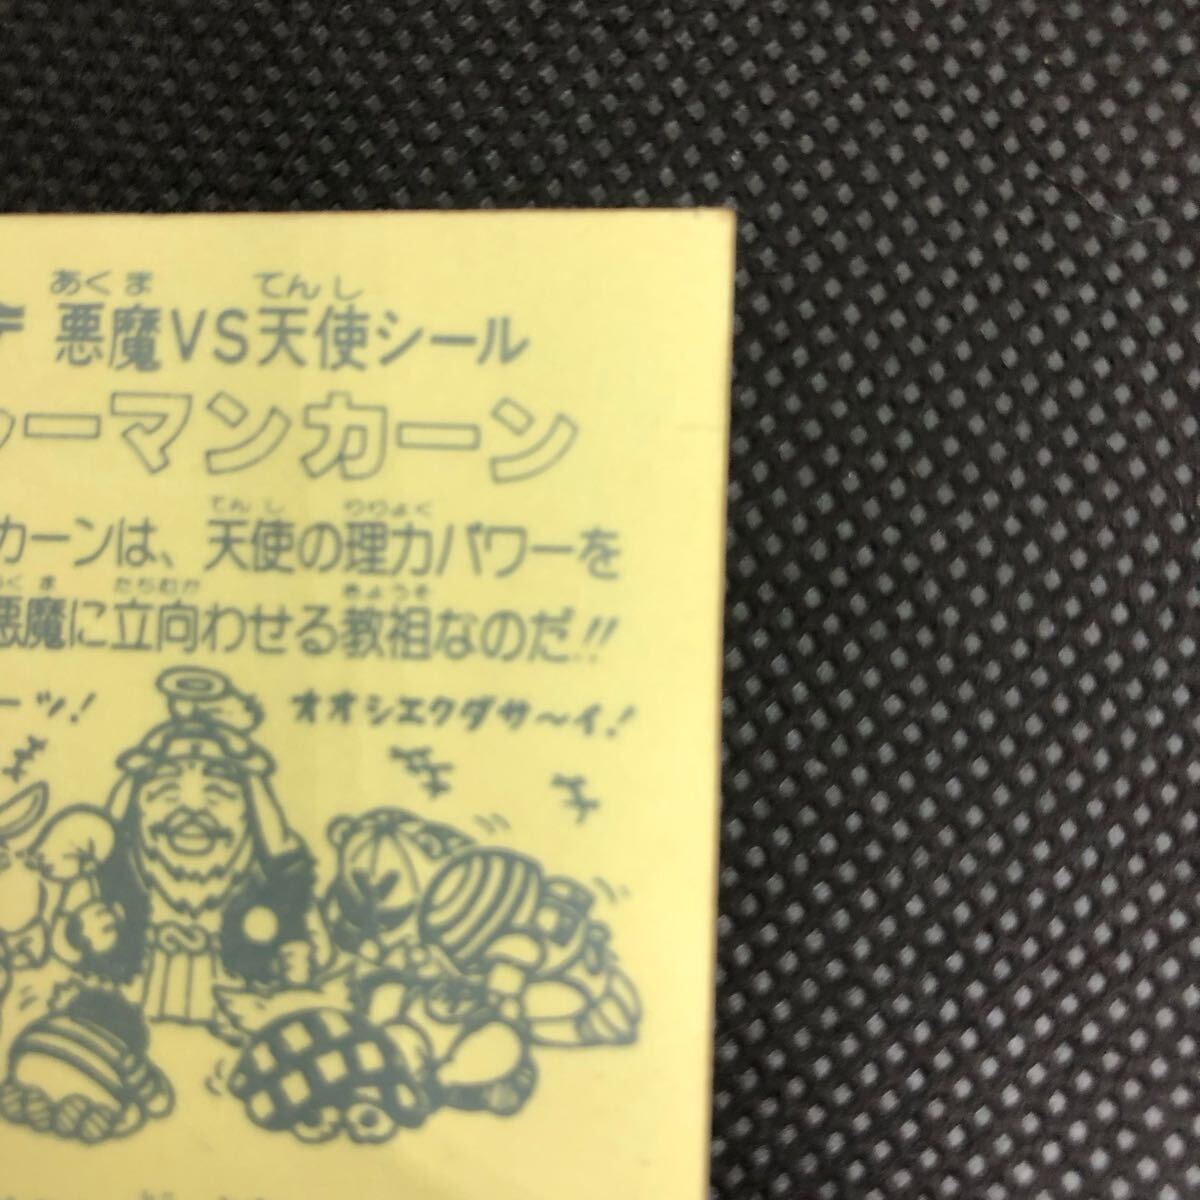 あくま てんし
悪魔VS天使シール
ーマンカーン
てんし りりょく
カーンは、天使の理力パワーを
くま たちむか きょうそ
悪魔に立向わせる教祖なのだ!!
ーッ! オオシエクダサ〜イ!